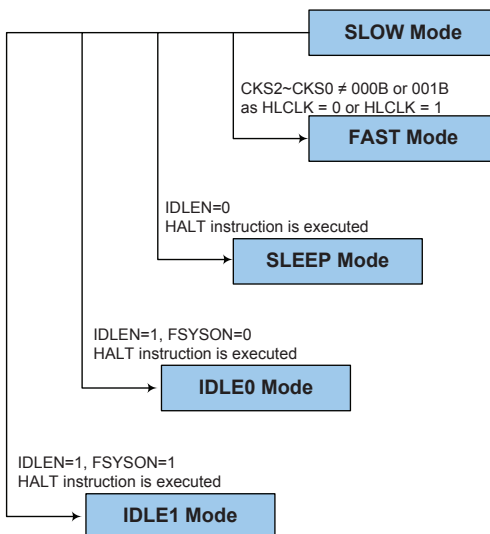 SLOW Mode
CKS2~CKS0 ≠ 000B or 001B
as HLCLK = 0 or HLCLK = 1
FAST Mode
IDLEN=0
HALT instruction is executed
SLEEP Mode
IDLEN=1, FSYSON=0
HALT instruction is executed
IDLE0 Mode
IDLEN=1, FSYSON=1
HALT instruction is executed
IDLE1 Mode